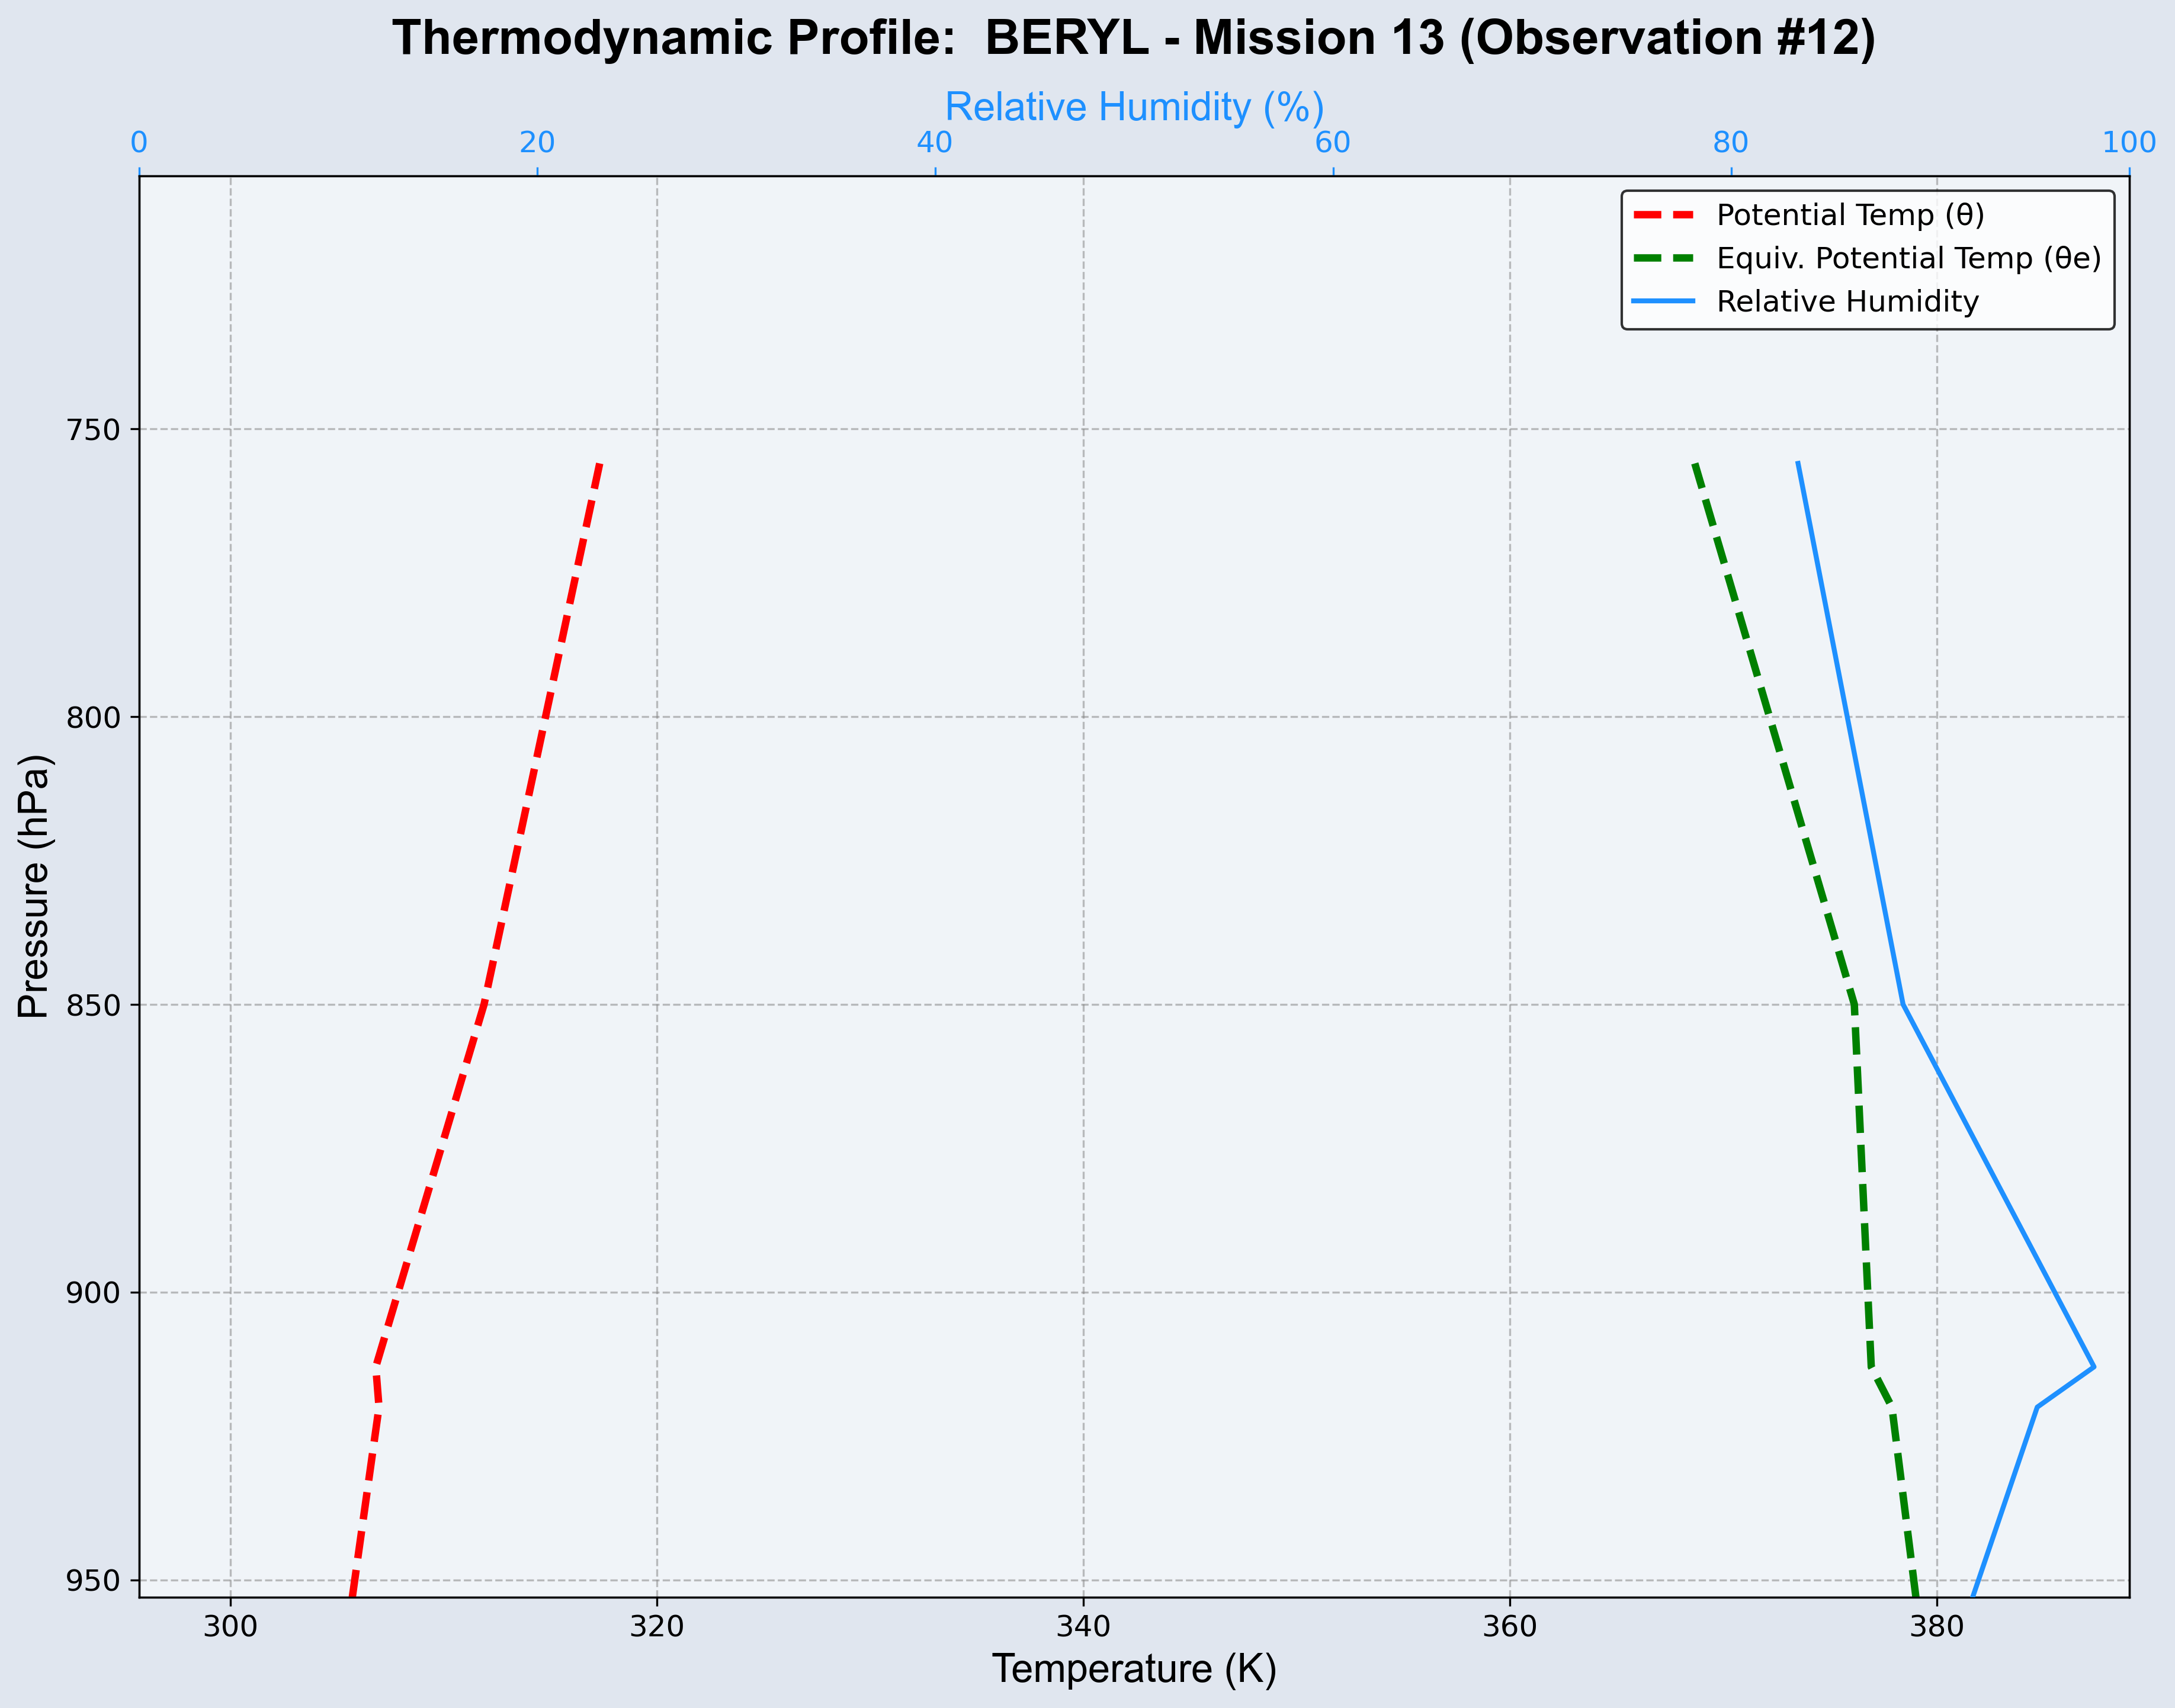 Thermodynamic Profile:  BERYL - Mission 13 (Observation #12)
Relative Humidity (%)
0 20 40 60 80 100
Potential Temp (θ)
Equiv. Potential Temp (θe)
Relative Humidity
Pressure (hPa)
750
800
850
900
950
300 320 340 360 380
Temperature (K)